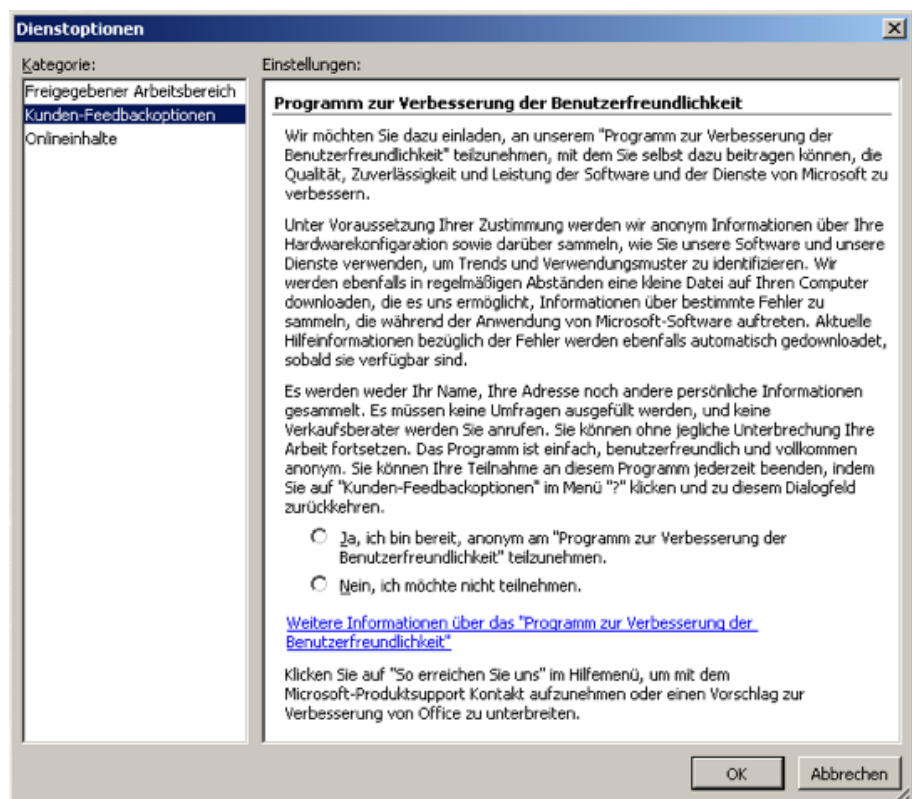 Dienstoptionen
Kategorie:
Freigegebener Arbeitsbereich
Kunden-Feedbackoptionen
Onlineinhalte
Einstellungen:
Programm zur Verbesserung der Benutzerfreundlichkeit
Wir möchten Sie dazu einladen, an unserem "Programm zur Verbesserung der
Benutzerfreundlichkeit" teilzunehmen, mit dem Sie selbst dazu beitragen können, die
Qualität, Zuverlässigkeit und Leistung der Software und der Dienste von Microsoft zu
verbessern.
Unter Voraussetzung Ihrer Zustimmung werden wir anonym Informationen über Ihre
Hardwarekonfigaration sowie darüber sammeln, wie Sie unsere Software und unsere
Dienste verwenden, um Trends und Verwendungsmuster zu identifizieren. Wir
werden ebenfalls in regelmäßigen Abständen eine kleine Datei auf Ihren Computer
downloaden, die es uns ermöglicht, Informationen über bestimmte Fehler zu
sammeln, die während der Anwendung von Microsoft-Software auftreten. Aktuelle
Hilfeinformationen bezüglich der Fehler werden ebenfalls automatisch gedownloadet,
sobald sie verfügbar sind.
Es werden weder Ihr Name, Ihre Adresse noch andere persönliche Informationen
gesammelt. Es müssen keine Umfragen ausgefüllt werden, und keine
Verkaufsberater werden Sie anrufen. Sie können ohne jegliche Unterbrechung Ihre
Arbeit fortsetzen. Das Programm ist einfach, benutzerfreundlich und vollkommen
anonym. Sie können Ihre Teilnahme an diesem Programm jederzeit beenden, indem
Sie auf "Kunden-Feedbackoptionen" im Menü "?" klicken und zu diesem Dialogfeld
zurückkehren.
Ja, ich bin bereit, anonym am "Programm zur Verbesserung der
Benutzerfreundlichkeit" teilzunehmen.
Nein, ich möchte nicht teilnehmen.
Weitere Informationen über das "Programm zur Verbesserung der
Benutzerfreundlichkeit"
Klicken Sie auf "So erreichen Sie uns" im Hilfemenü, um mit dem
Microsoft-Produktsupport Kontakt aufzunehmen oder einen Vorschlag zur
Verbesserung von Office zu unterbreiten.
OK
Abbrechen